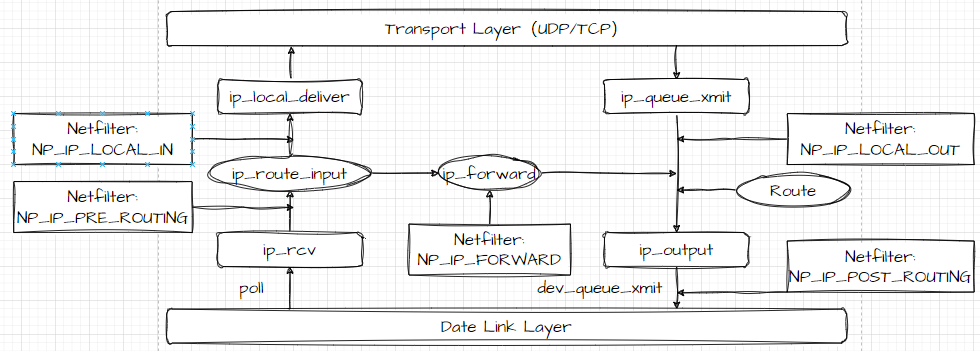 Transport Layer (UDP/TCP)
ip_local_deliver
ip_queue_xmit
Netfilter:
NP_IP_LOCAL_IN
Netfilter:
NP_IP_LOCAL_OUT
ip_route_input
ip_forward
Route
Netfilter:
NP_IP_PRE_ROUTING
ip_rcv
Netfilter:
NP_IP_FORWARD
ip_output
Netfilter:
NP_IP_POST_ROUTING
poll
dev_queue_xmit
Date Link Layer